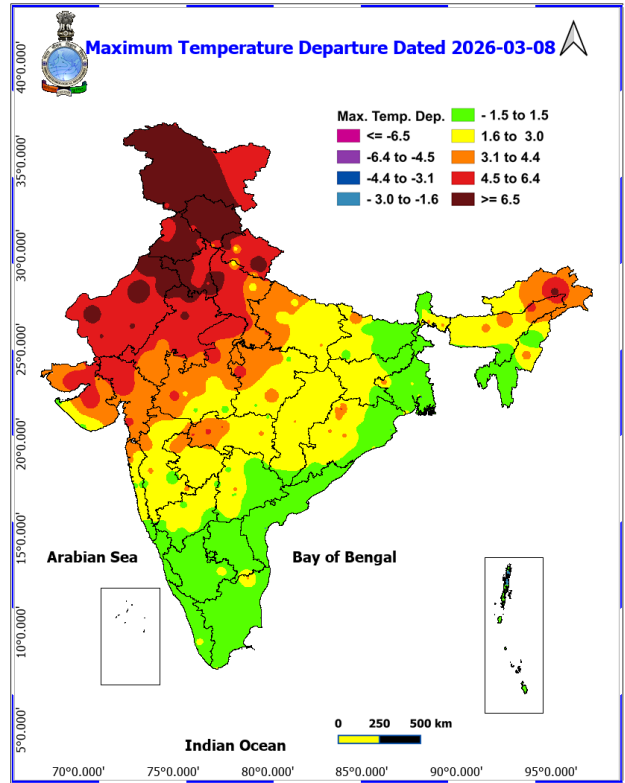 Maximum Temperature Departure Dated 2026-03-08
Max. Temp. Dep.
<= -6.5
-6.4 to -4.5
-4.4 to -3.1
- 3.0 to -1.6
- 1.5 to 1.5
1.6 to 3.0
3.1 to 4.4
4.5 to 6.4
>= 6.5
40°0.000'
35°0.000'
30°0.000'
25°0.000'
20°0.000'
15°0.000'
10°0.000'
5°0.000'
Arabian Sea
Bay of Bengal
Indian Ocean
0 250 500 km
70°0.000' 75°0.000' 80°0.000' 85°0.000' 90°0.000' 95°0.000'